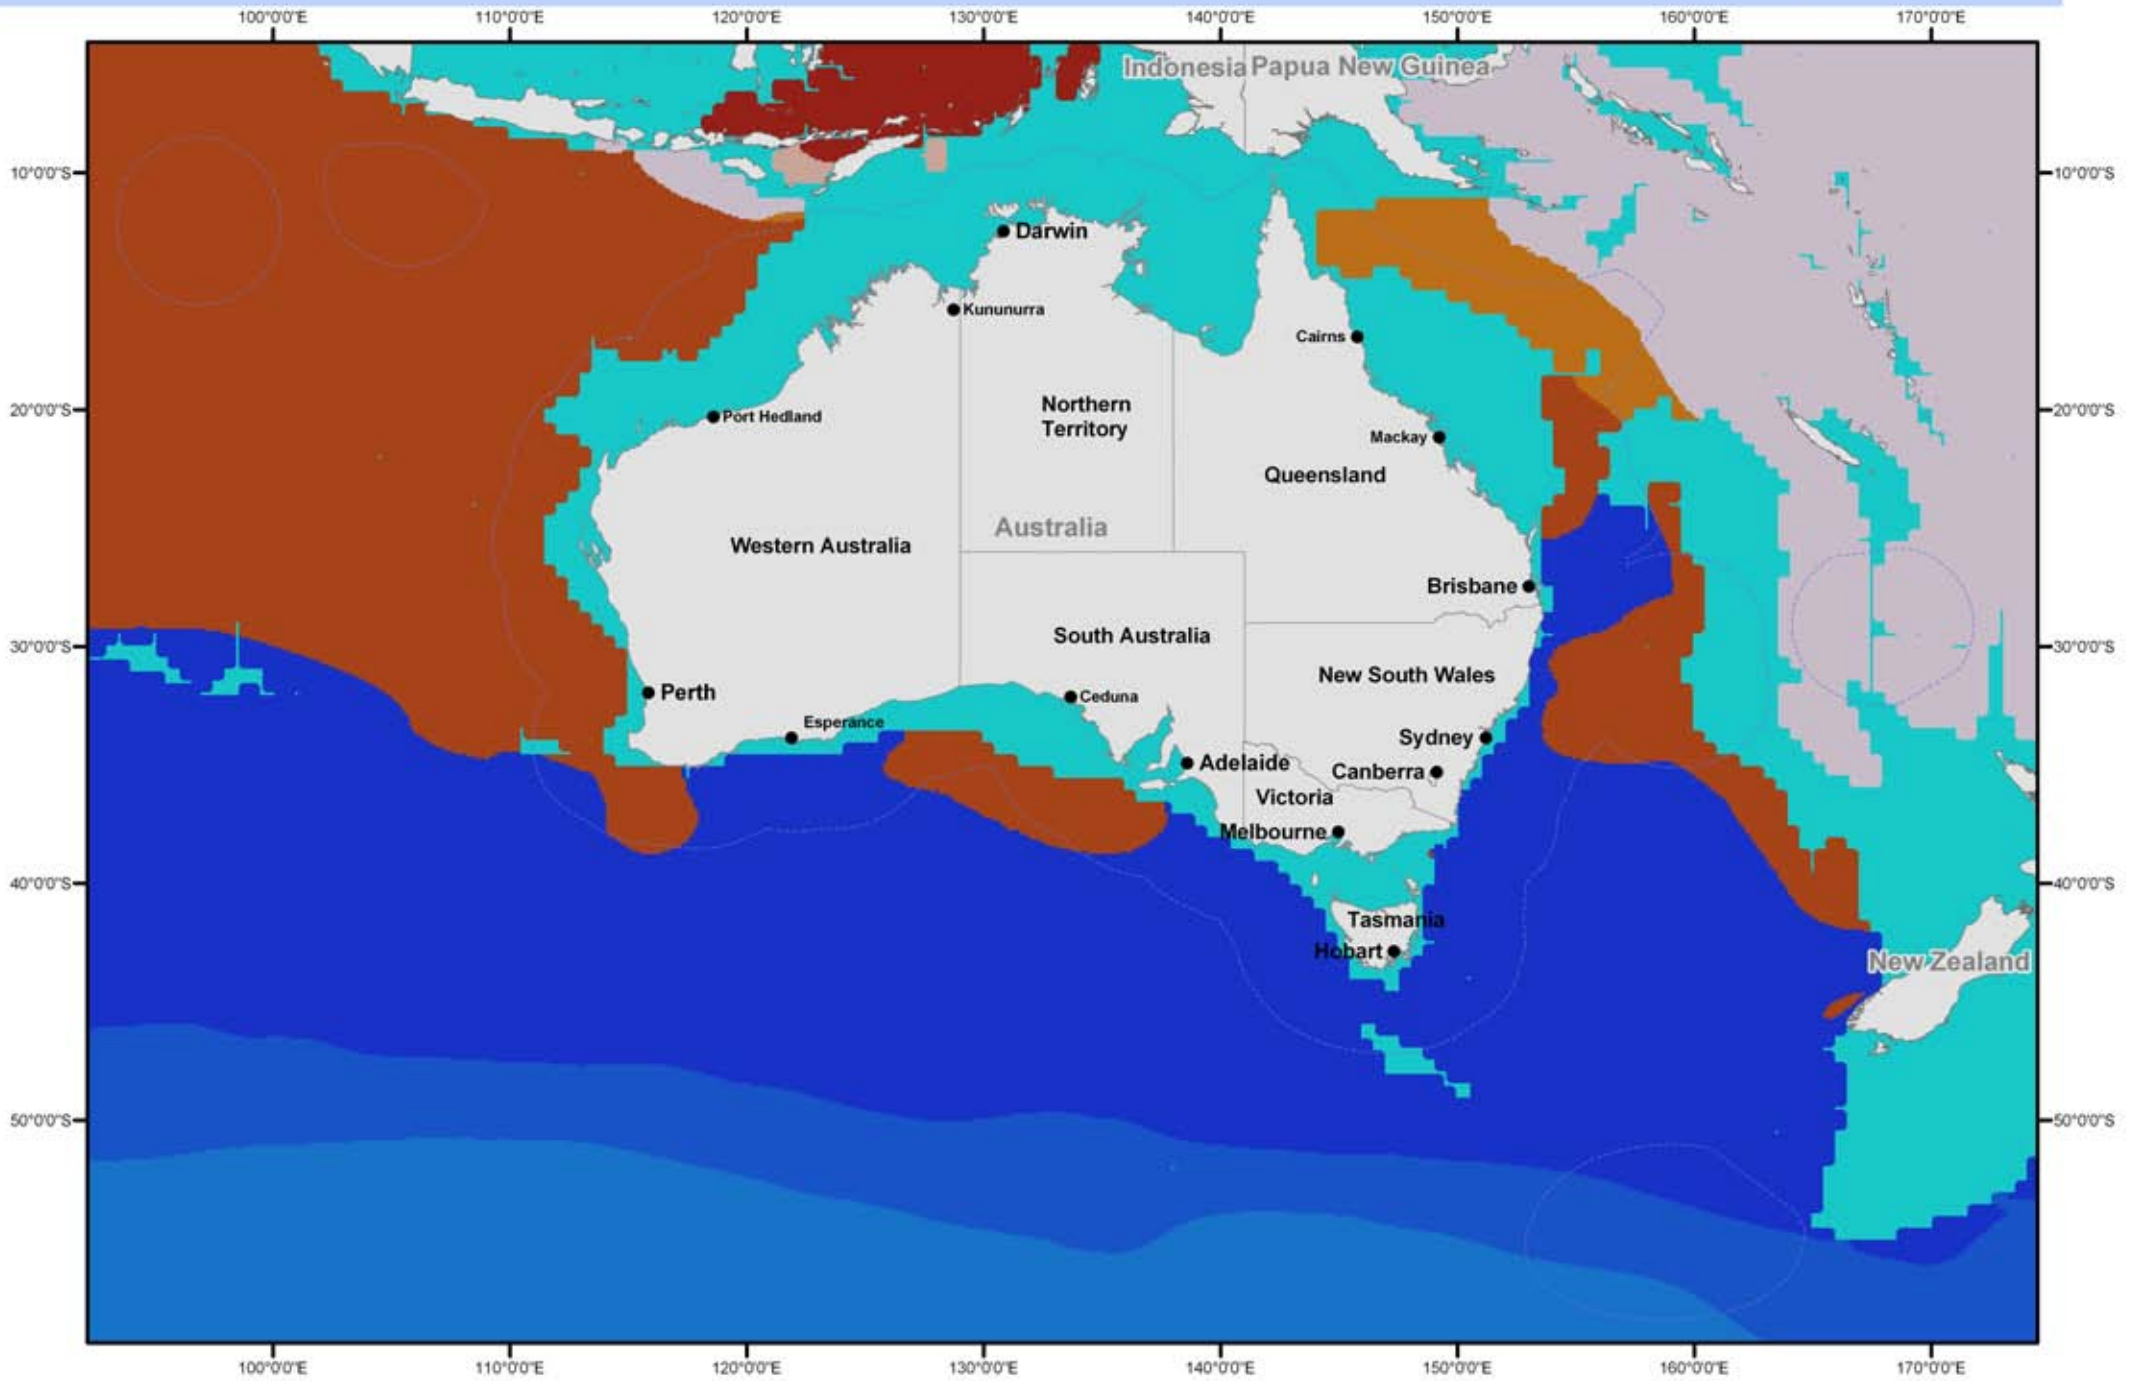 100°0'0"E 110°0'0"E 120°0'0"E 130°0'0"E 140°0'0"E 150°0'0"E 160°0'0"E 170°0'0"E
Indonesia Papua New Guinea
10°0'0"S 10°0'0"S
Darwin
Kununurra
Cairns
Northern
Territory
20°0'0"S 20°0'0"S
Port Hedland
Mackay
Queensland
Australia
Western Australia
Brisbane
South Australia
30°0'0"S 30°0'0"S
New South Wales
Perth
Ceduna
Esperance
Sydney
Adelaide
Canberra
Victoria
Melbourne
40°0'0"S 40°0'0"S
Tasmania
Hobart
New Zealand
50°0'0"S 50°0'0"S
100°0'0"E 110°0'0"E 120°0'0"E 130°0'0"E 140°0'0"E 150°0'0"E 160°0'0"E 170°0'0"E